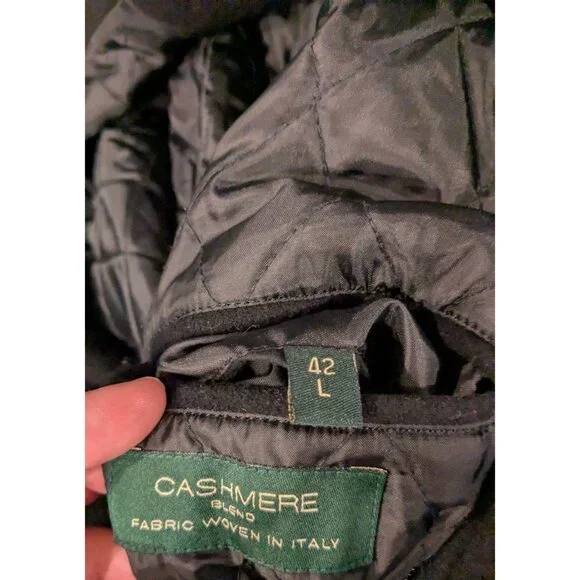 42
L
CASHMERE
BLEND
FABRIC WOVEN IN ITALY